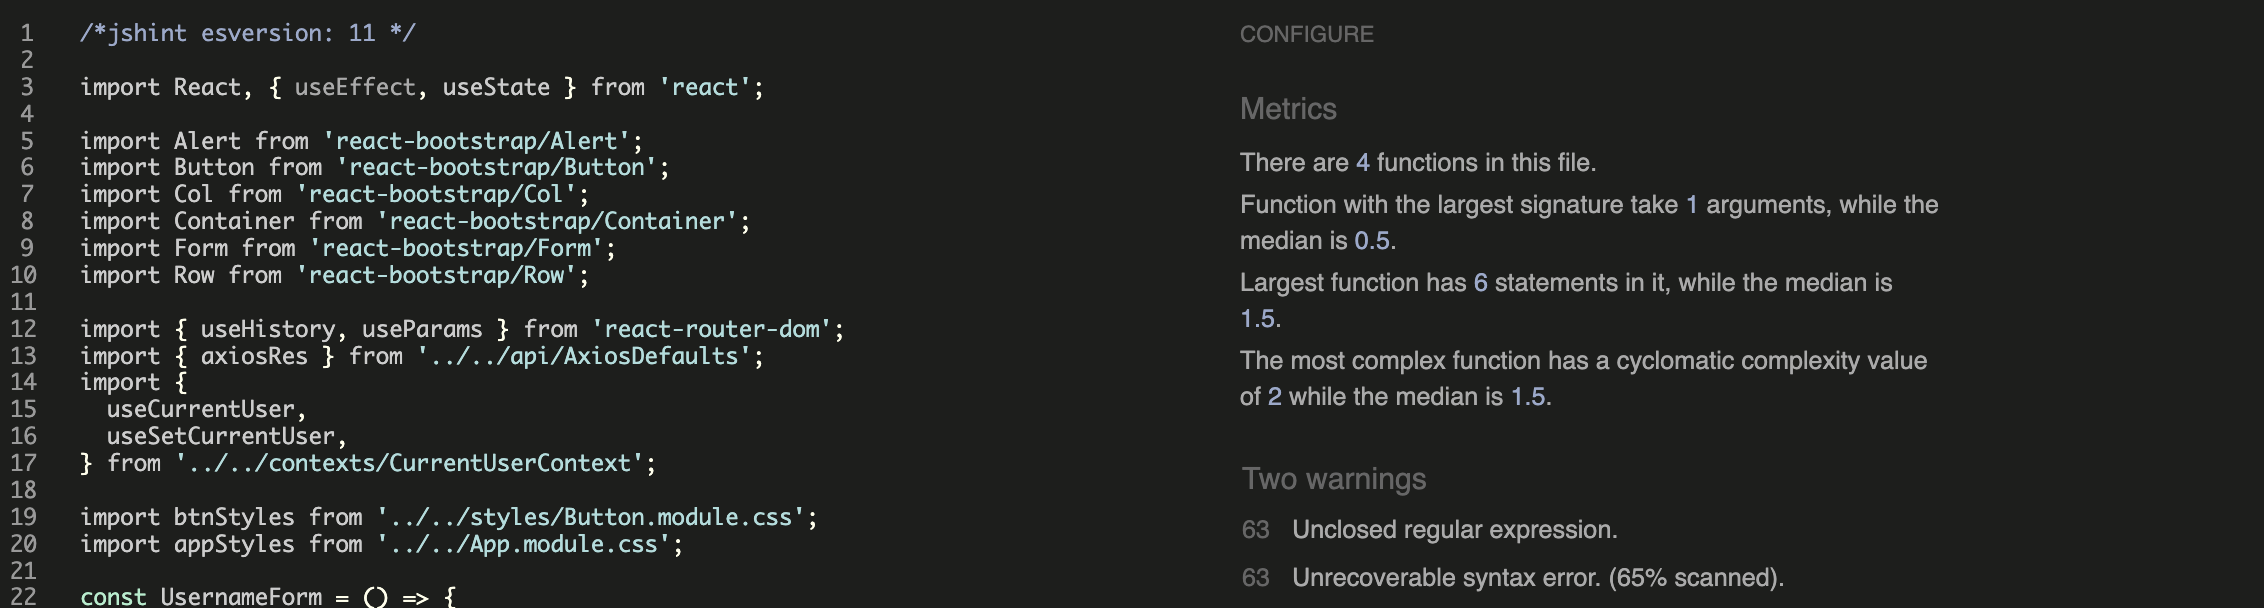 1 /*jshint esversion: 11 */
2
3 import React, { useEffect, useState } from 'react';
4
5 import Alert from 'react-bootstrap/Alert';
6 import Button from 'react-bootstrap/Button';
7 import Col from 'react-bootstrap/Col';
8 import Container from 'react-bootstrap/Container';
9 import Form from 'react-bootstrap/Form';
10 import Row from 'react-bootstrap/Row';
11
12 import { useHistory, useParams } from 'react-router-dom';
13 import { axiosRes } from '../../api/AxiosDefaults';
14 import {
15   useCurrentUser,
16   useSetCurrentUser,
17 } from '../../contexts/CurrentUserContext';
18
19 import btnStyles from '../../styles/Button.module.css';
20 import appStyles from '../../App.module.css';
21
22 const UsernameForm = () => {
CONFIGURE
Metrics
There are 4 functions in this file.
Function with the largest signature take 1 arguments, while the
median is 0.5.
Largest function has 6 statements in it, while the median is
1.5.
The most complex function has a cyclomatic complexity value
of 2 while the median is 1.5.
Two warnings
63 Unclosed regular expression.
63 Unrecoverable syntax error. (65% scanned).